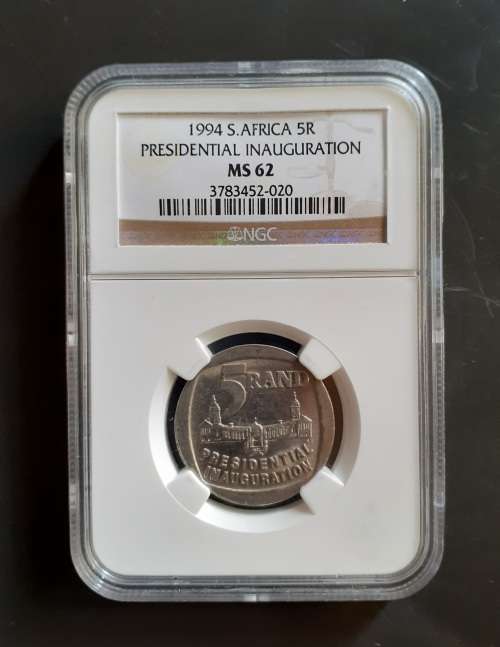 1994 S.AFRICA 5R
PRESIDENTIAL INAUGURATION
MS 62
3783452-020
NGC
5 RAND
PRESIDENTIAL
INAUGURATION